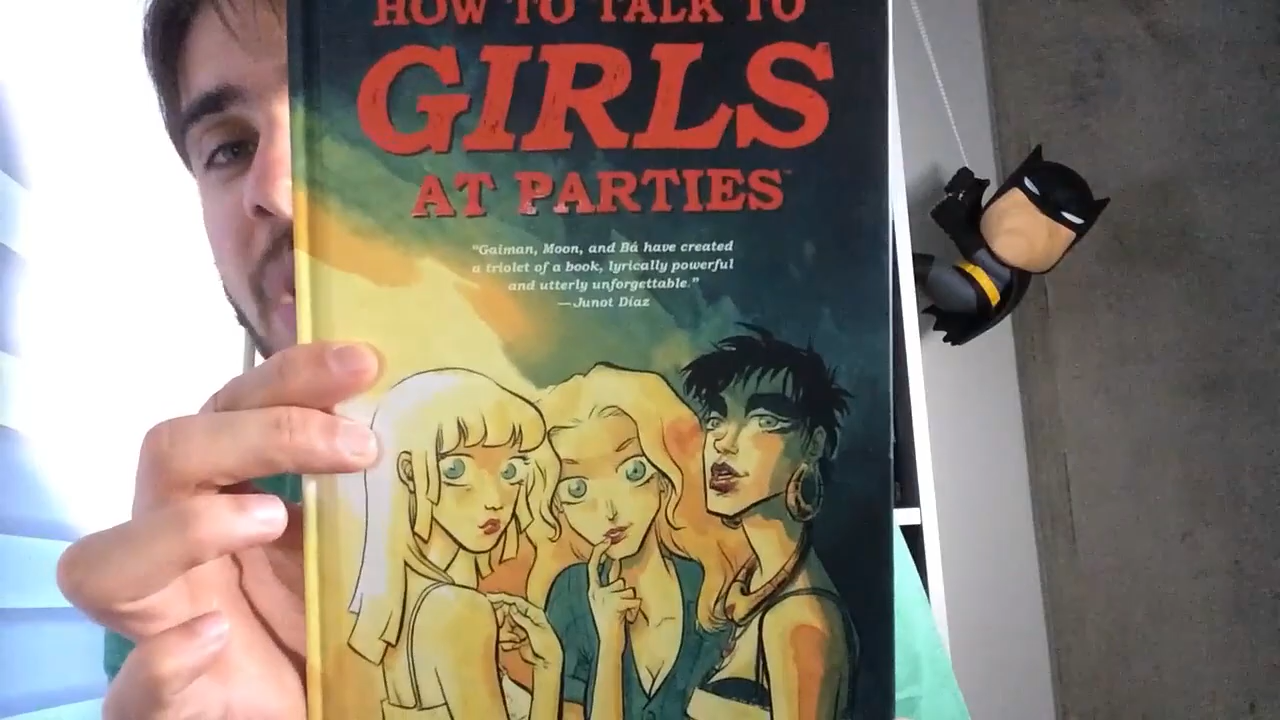 HOW TO TALK TO
GIRLS
AT PARTIES™
"Gaiman, Moon, and Bá have created
a triolet of a book, lyrically powerful
and utterly unforgettable."
—Junot Díaz